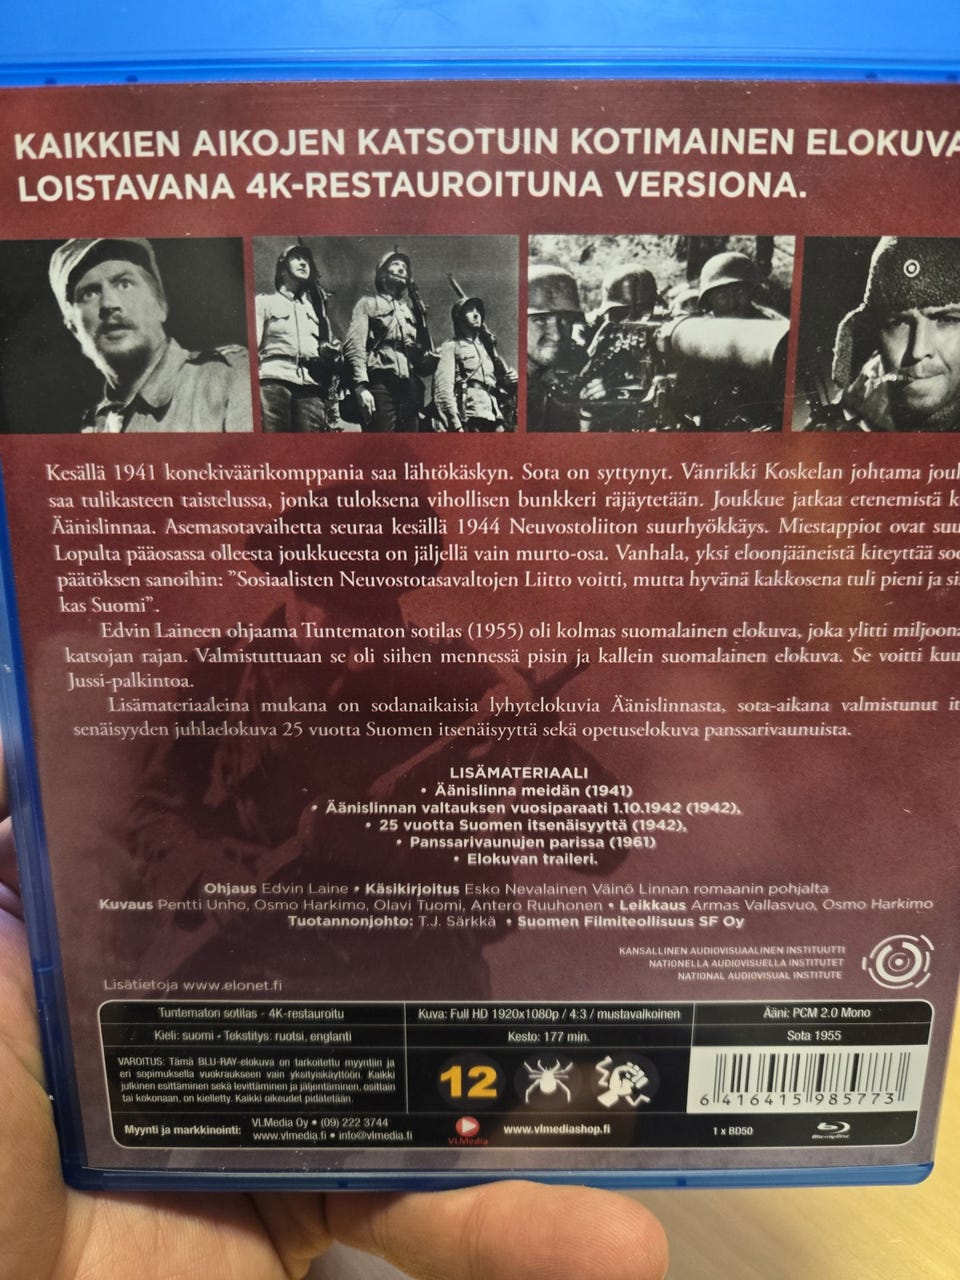 KAIKKIEN AIKOJEN KATSOTUIN KOTIMAINEN ELOKUVA
LOISTAVANA 4K-RESTAUROITUNA VERSIONA.
Kesällä 1941 konekiväärikomppania saa lähtökäskyn. Sota on syttynyt. Vänrikki Koskelan johtama
saa tulikasteen taistelussa, jonka tuloksena vihollisen bunkkeri räjäytetään. Joukkue jatkaa etenemistä
Äänislinnaa. Asemasotavaihetta seuraa kesällä 1944 Neuvostoliiton suurhyökkäys. Miestappiot ovat
Lopulta pääosassa olleesta joukkueesta on jäljellä vain murto-osa. Vanhala, yksi eloonjääneistä kiteyttää
päätöksen sanoihin: ”Sosiaalisten Neuvostotasavaltojen Liitto voitti, mutta hyvänä kakkosena tuli pieni ja
kas Suomi”.
Edvin Laineen ohjaama Tuntematon sotilas (1955) oli kolmas suomalainen elokuva, joka ylitti
katsojan rajan. Valmistuttuaan se oli siihen mennessä pisin ja kallein suomalainen elokuva. Se voitti
Jussi-palkintoa.
Lisämateriaaleina mukana on sodanaikaisia lyhytelokuvia Äänislinnasta, sota-aikana valmistunut
senäisyyden juhlaelokuva 25 vuotta Suomen itsenäisyyttä sekä opetuselokuva panssarivaunuista.
LISÄMATERIAALI
• Äänislinna meidän (1941)
• Äänislinnan valtauksen vuosiparaati 1.10.1942 (1942),
• 25 vuotta Suomen itsenäisyyttä (1942),
• Panssarivaunujen parissa (1961)
• Elokuvan traileri.
Ohjaus Edvin Laine • Käsikirjoitus Esko Nevalainen Väinö Linnan romaanin pohjalta
Kuvaus Pentti Unho, Osmo Harkimo, Olavi Tuomi, Antero Ruuhonen • Leikkaus Armas Vallasvuo, Osmo Harkimo
Tuotannonjohto: T.J. Särkkä • Suomen Filmiteollisuus SF Oy
KANSALLINEN AUDIOVISUAALINEN INSTITUUTTI
NATIONELLA AUDIOVISUELLA INSTITUTET
NATIONAL AUDIOVISUAL INSTITUTE
Lisätietoja www.elonet.fi
Tuntematon sotilas - 4K-restauroitu
Kuva: Full HD 1920x1080p / 4:3 / mustavalkoinen
Ääni: PCM 2.0 Mono
Kieli: suomi • Tekstitys: ruotsi, englanti
Kesto: 177 min.
Sota 1955
VAROITUS: Tämä BLU-RAY-elokuva on tarkoitettu myyntiin ja
eri sopimuksella vuokraukseen vain yksityiskäyttöön. Kaikki
julkinen esittäminen sekä levittäminen ja jäljentäminen, osittain
tai kokonaan, on kielletty. Kaikki oikeudet pidätetään.
12
6 416415 985773
Myynti ja markkinointi:
VLMedia Oy • (09) 222 3744
www.vlmedia.fi • info@vlmedia.fi
VLMedia
www.vlmediashop.fi
1 x BD50
Blu-ray Disc